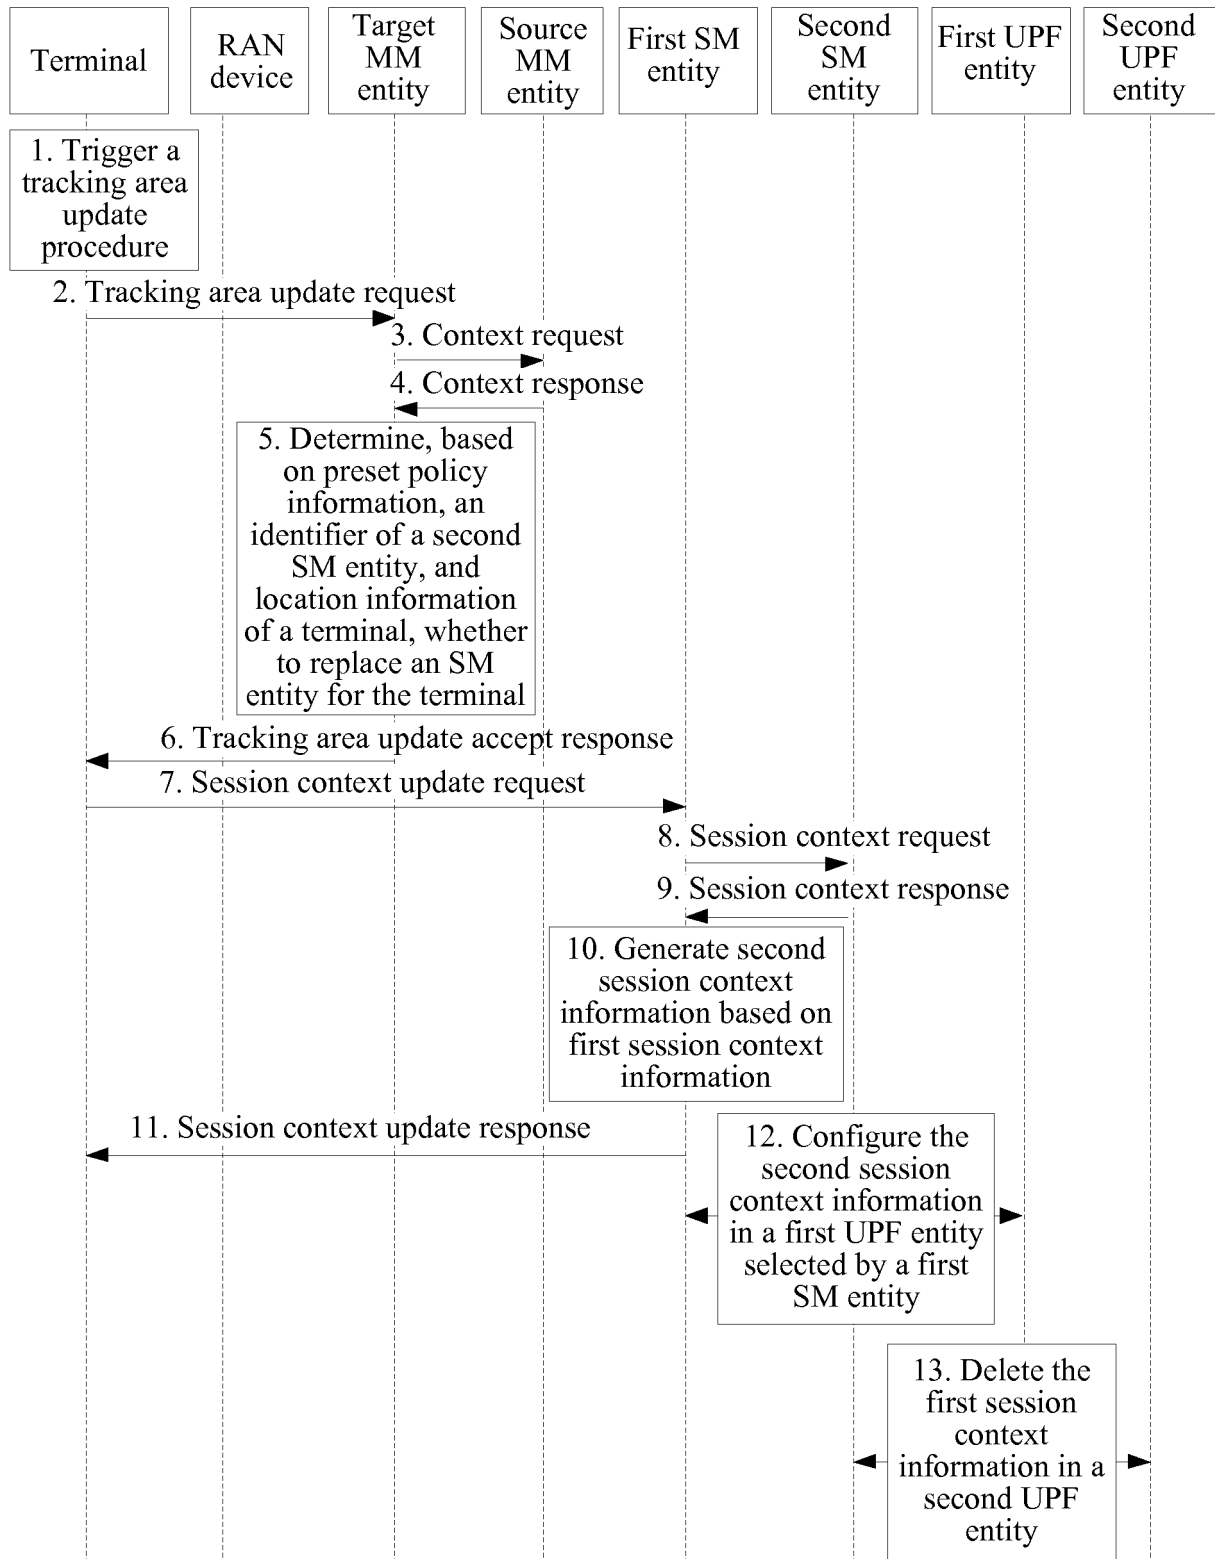 Terminal
RAN
device
Target
MM
entity
Source
MM
entity
First SM
entity
Second
SM
entity
First UPF
entity
Second
UPF
entity
1. Trigger a
tracking area
update
procedure
2. Tracking area update request
3. Context request
4. Context response
5. Determine, based
on preset policy
information, an
identifier of a second
SM entity, and
location information
of a terminal, whether
to replace an SM
entity for the terminal
6. Tracking area update accept response
7. Session context update request
8. Session context request
9. Session context response
10. Generate second
session context
information based on
first session context
information
11. Session context update response
12. Configure the
second session
context information
in a first UPF entity
selected by a first
SM entity
13. Delete the
first session
context
information in a
second UPF
entity